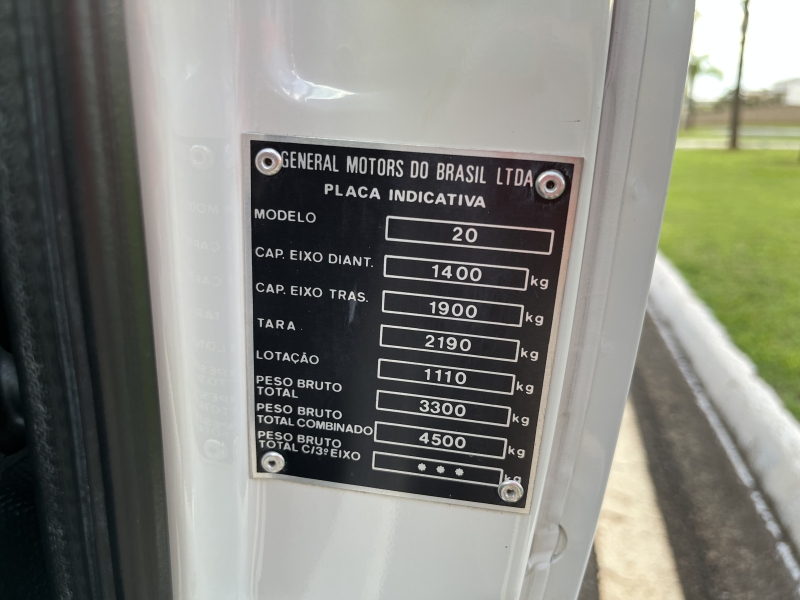 GENERAL MOTORS DO BRASIL LTDA
PLACA INDICATIVA
MODELO 20
CAP. EIXO DIANT. 1400 kg
CAP. EIXO TRAS. 1900 kg
TARA 2190 kg
LOTAÇÃO 1110 kg
PESO BRUTO
TOTAL 3300 kg
PESO BRUTO
TOTAL COMBINADO 4500 kg
PESO BRUTO
TOTAL C/3º EIXO *** kg